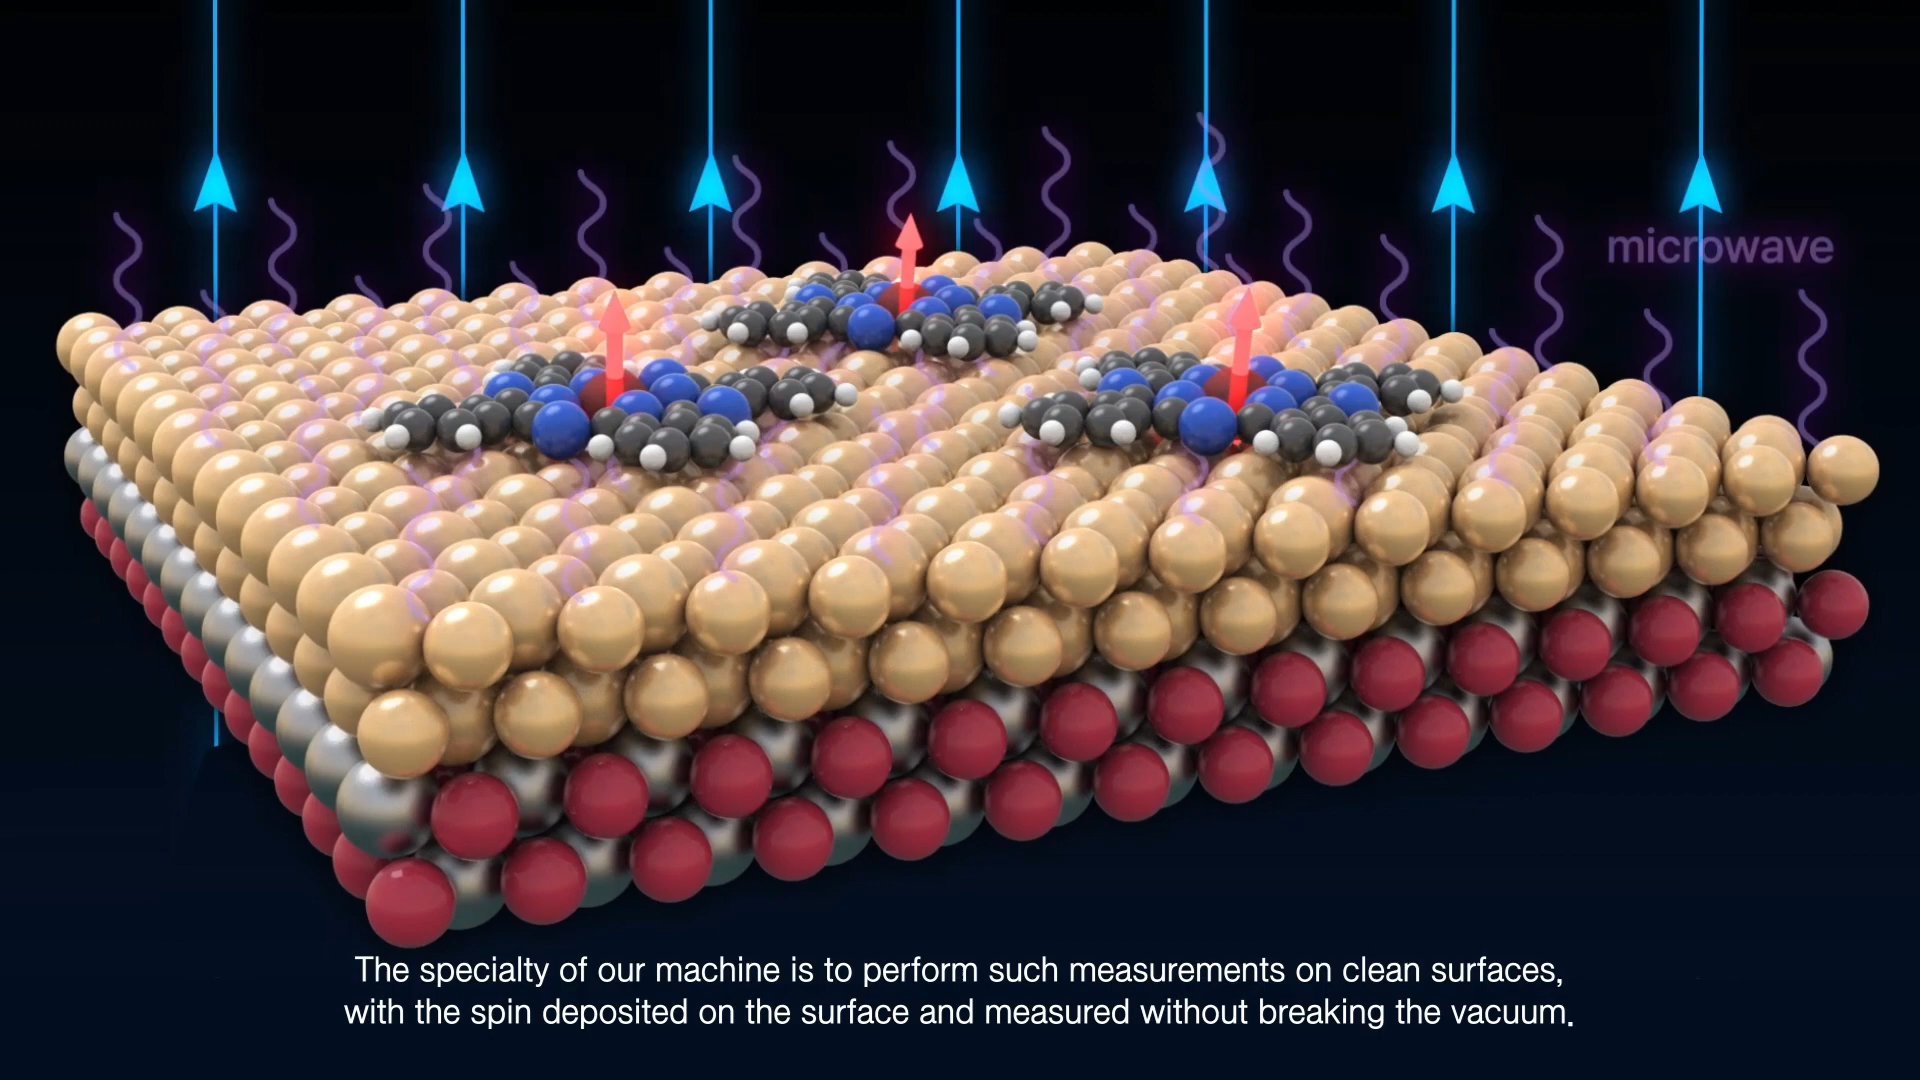 microwave
The specialty of our machine is to perform such measurements on clean surfaces,
with the spin deposited on the surface and measured without breaking the vacuum.